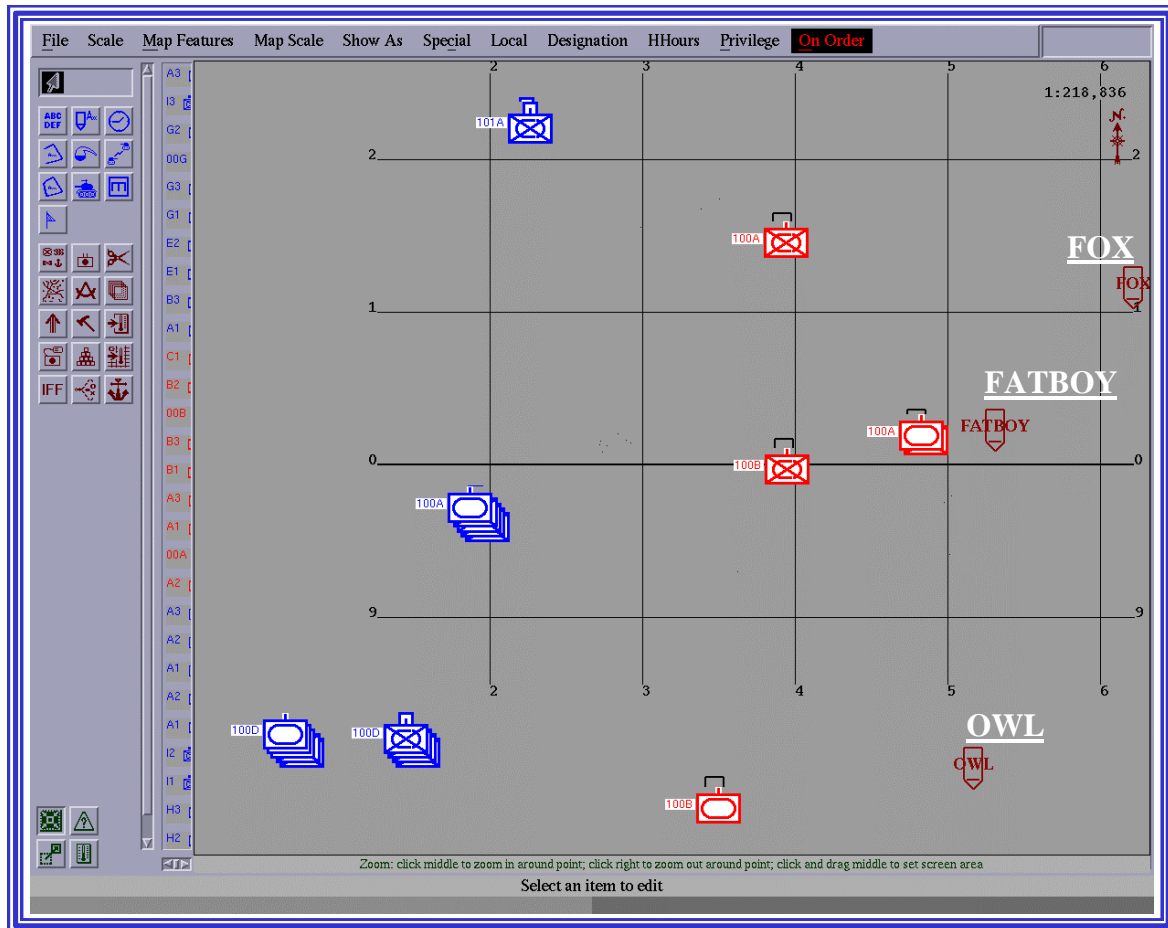 File Scale Map Features Map Scale Show As Special Local Designation HHours Privilege On Order
2 3 4 5 6
1:218,836
N
A3
I3
G2
00G
G3
G1
E2
E1
B3
A1
C1
B2
00B
B3
B1
A3
A1
00A
A2
A3
A2
A1
A2
A1
I2
I1
H3
H2
ABC
DEF
IFF
101A
2 2
100A
FOX
FOX
1 1
FATBOY
100A
FATBOY
100B
0 0
100A
9 9
2 3 4 5 6
100D
100D
OWL
OWL
100B
Zoom: click middle to zoom in around point; click right to zoom out around point; click and drag middle to set screen area
Select an item to edit